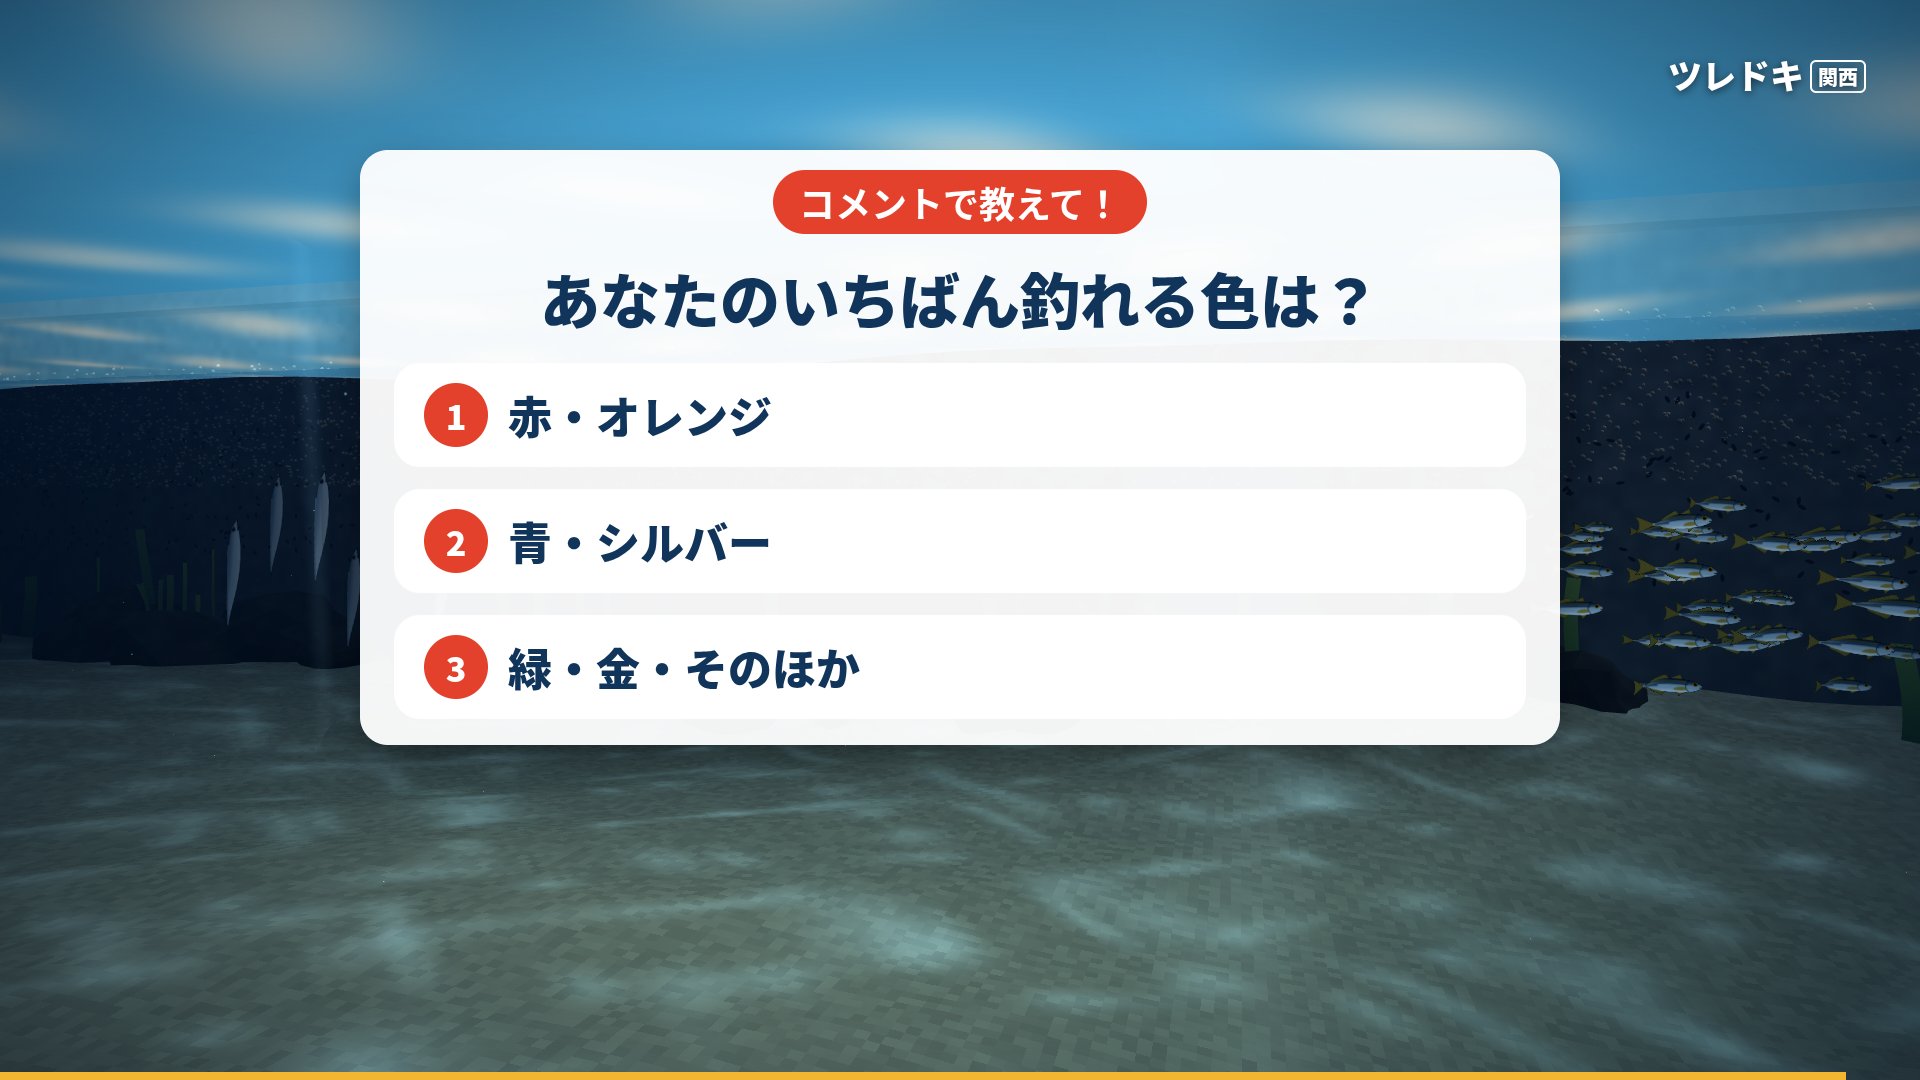 ツレドキ 関西
コメントで教えて！
あなたのいちばん釣れる色は？
1 赤・オレンジ
2 青・シルバー
3 緑・金・そのほか